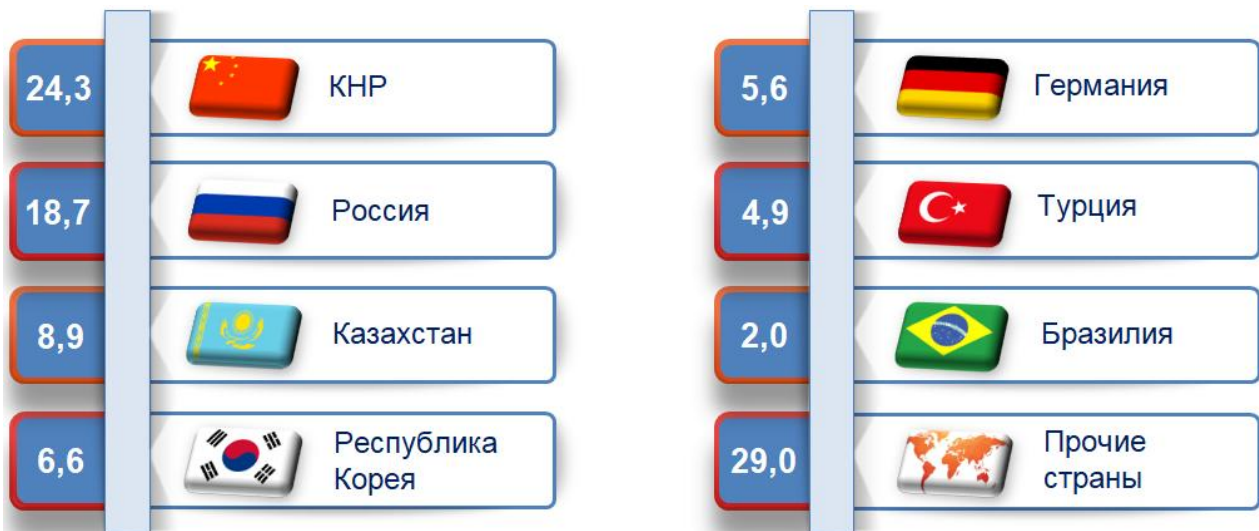 24,3
КНР
18,7
Россия
8,9
Казахстан
6,6
Республика
Корея
5,6
Германия
4,9
Турция
2,0
Бразилия
29,0
Прочие
страны